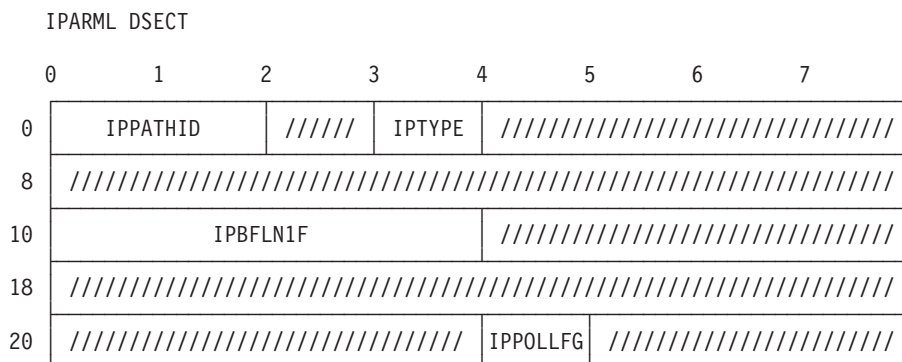 IPARML DSECT
0 1 2 3 4 5 6 7
0 IPPATHID ////// IPTYPE /////////////////////////////////
8 /////////////////////////////////////////////////////////////////////
10 IPBFLN1F /////////////////////////////////
18 /////////////////////////////////////////////////////////////////////
20 ///////////////////////////////// IPPOLLFG ////////////////////////